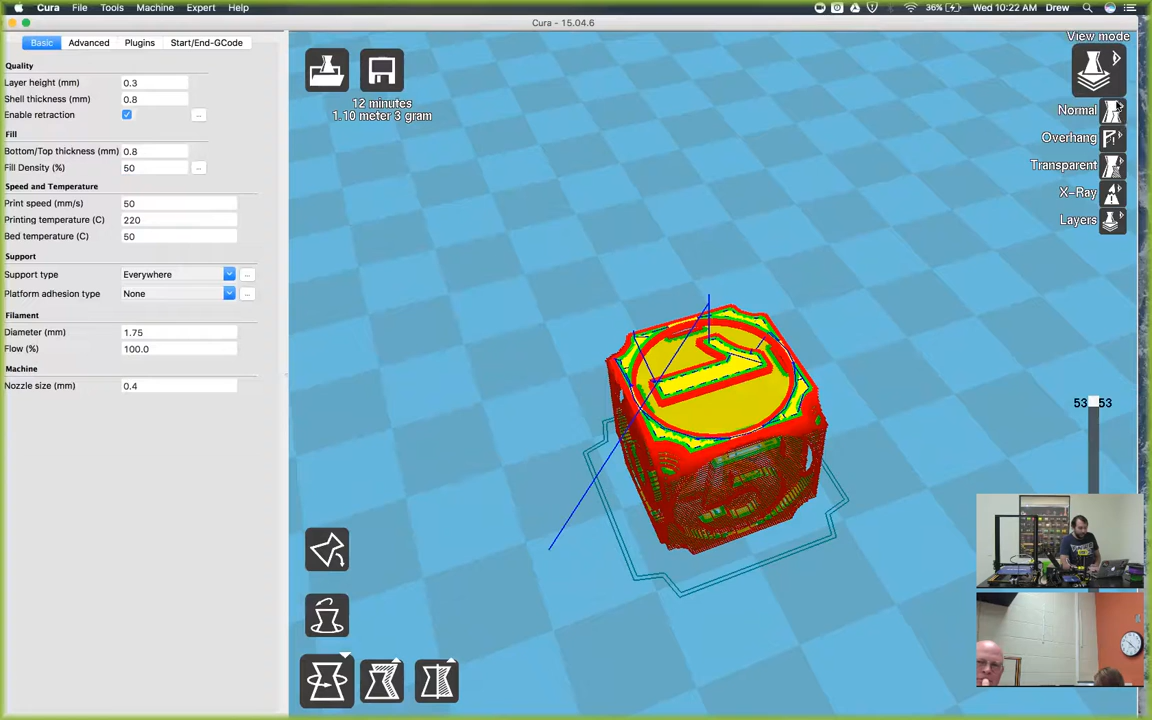 Cura File Tools Machine Expert Help 36% Wed 10:22 AM Drew
Cura - 15.04.6
Basic Advanced Plugins Start/End-GCode
Quality
Layer height (mm) 0.3
Shell thickness (mm) 0.8
Enable retraction ...
Fill
Bottom/Top thickness (mm) 0.8
Fill Density (%) 50 ...
Speed and Temperature
Print speed (mm/s) 50
Printing temperature (C) 220
Bed temperature (C) 50
Support
Support type Everywhere ...
Platform adhesion type None ...
Filament
Diameter (mm) 1.75
Flow (%) 100.0
Machine
Nozzle size (mm) 0.4
12 minutes
1.10 meter 3 gram
View mode
Normal
Overhang
Transparent
X-Ray
Layers
1
53 53